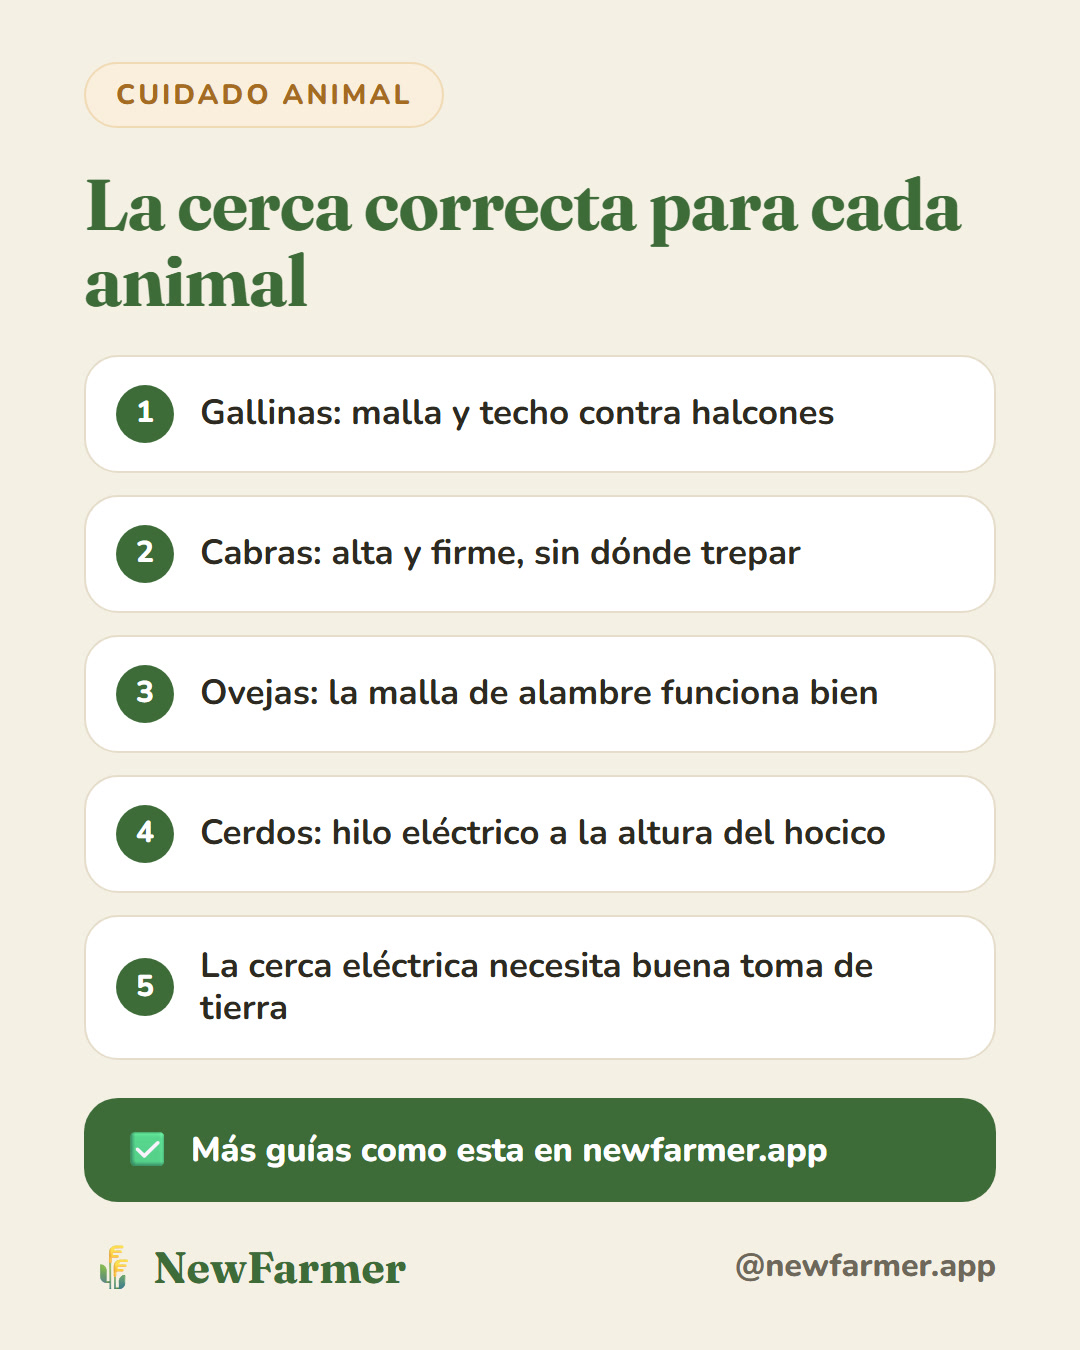 CUIDADO ANIMAL
La cerca correcta para cada
animal
1 Gallinas: malla y techo contra halcones
2 Cabras: alta y firme, sin dónde trepar
3 Ovejas: la malla de alambre funciona bien
4 Cerdos: hilo eléctrico a la altura del hocico
5 La cerca eléctrica necesita buena toma de
tierra
Más guías como esta en newfarmer.app
NewFarmer
@newfarmer.app